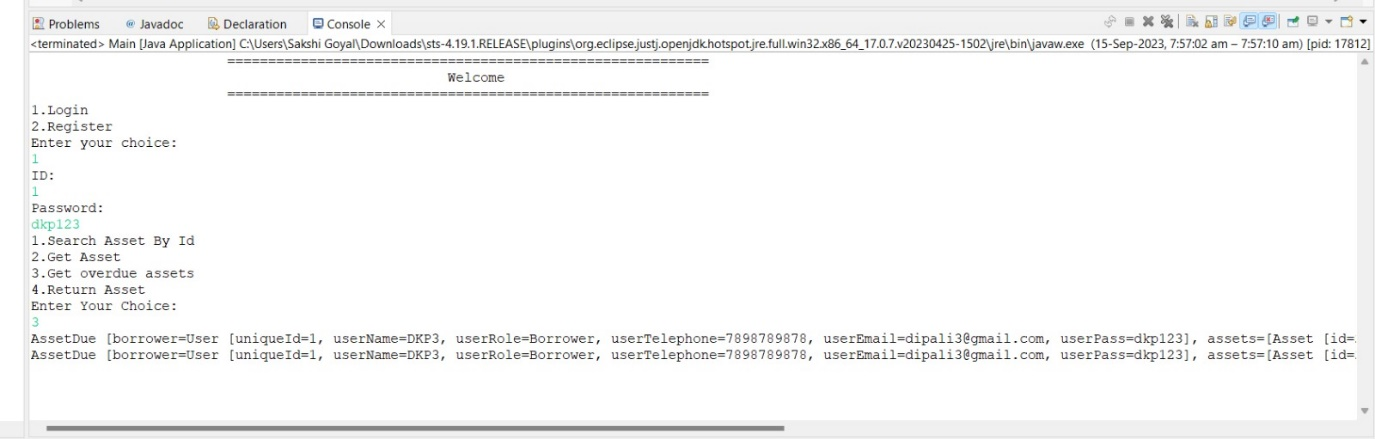 Problems @ Javadoc Declaration Console ×
<terminated> Main [Java Application] C:\Users\Sakshi Goyal\Downloads\sts-4.19.1.RELEASE\plugins\org.eclipse.justj.openjdk.hotspot.jre.full.win32.x86_64_17.0.7.v20230425-1502\jre\bin\javaw.exe (15-Sep-2023, 7:57:02 am – 7:57:10 am) [pid: 17812]
===========================================================
Welcome
===========================================================
1.Login
2.Register
Enter your choice:
1
ID:
1
Password:
dkp123
1.Search Asset By Id
2.Get Asset
3.Get overdue assets
4.Return Asset
Enter Your Choice:
3
AssetDue [borrower=User [uniqueId=1, userName=DKP3, userRole=Borrower, userTelephone=7898789878, userEmail=dipali3@gmail.com, userPass=dkp123], assets=[Asset [id=
AssetDue [borrower=User [uniqueId=1, userName=DKP3, userRole=Borrower, userTelephone=7898789878, userEmail=dipali3@gmail.com, userPass=dkp123], assets=[Asset [id=